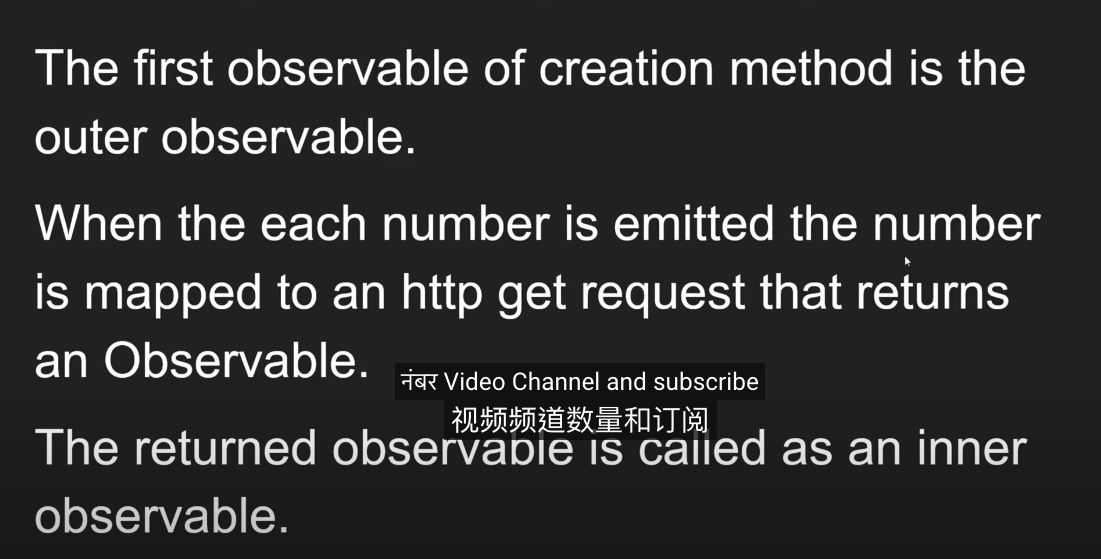 The first observable of creation method is the
outer observable.
When the each number is emitted the number
is mapped to an http get request that returns
an Observable.
नंबर Video Channel and subscribe
视频频道数量和订阅
The returned observable is called as an inner
observable.